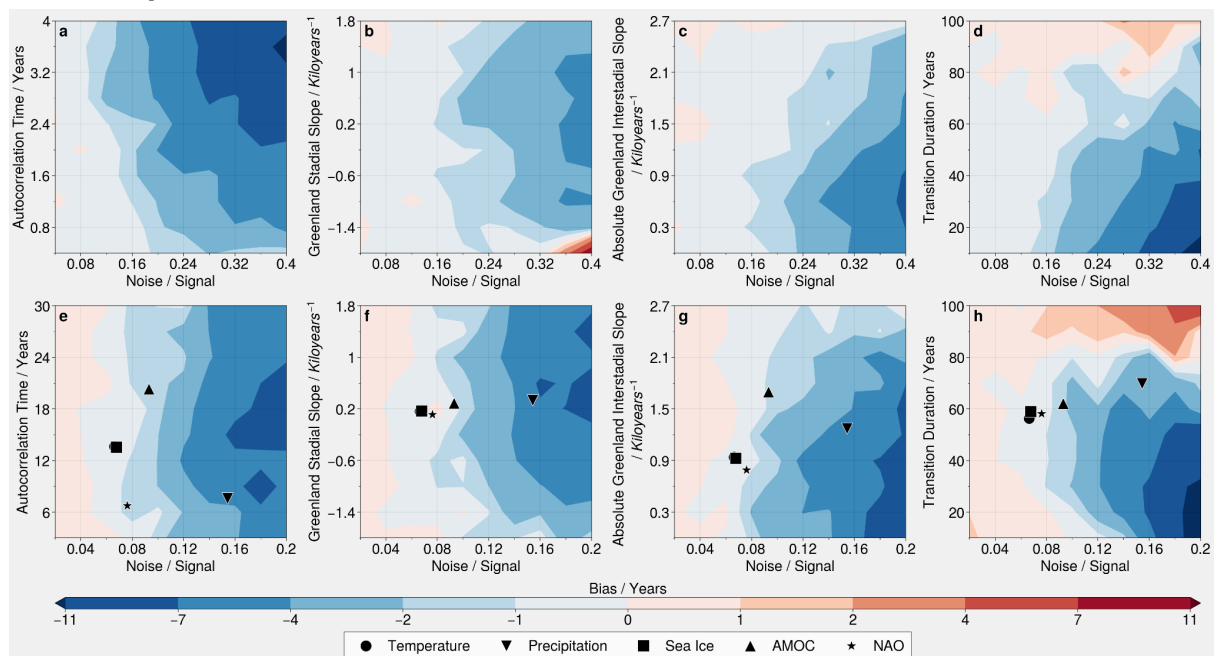 a
Autocorrelation Time / Years
4
3.2
2.4
1.6
0.8
0.08 0.16 0.24 0.32 0.4
Noise / Signal
b
Greenland Stadial Slope / Kiloyears⁻¹
1.8
1
0.2
−0.6
−1.4
0.08 0.16 0.24 0.32 0.4
Noise / Signal
c
Absolute Greenland Interstadial Slope
/ Kiloyears⁻¹
2.7
2.1
1.5
0.9
0.3
0.08 0.16 0.24 0.32 0.4
Noise / Signal
d
Transition Duration / Years
100
80
60
40
20
0.08 0.16 0.24 0.32 0.4
Noise / Signal
e
Autocorrelation Time / Years
30
24
18
12
6
0.04 0.08 0.12 0.16 0.2
Noise / Signal
f
Greenland Stadial Slope / Kiloyears⁻¹
1.8
1
0.2
−0.6
−1.4
0.04 0.08 0.12 0.16 0.2
Noise / Signal
g
Absolute Greenland Interstadial Slope
/ Kiloyears⁻¹
2.7
2.1
1.5
0.9
0.3
0.04 0.08 0.12 0.16 0.2
Noise / Signal
h
Transition Duration / Years
100
80
60
40
20
0.04 0.08 0.12 0.16 0.2
Noise / Signal
Bias / Years
−11 −7 −4 −2 −1 0 1 2 4 7 11
Temperature Precipitation Sea Ice AMOC NAO